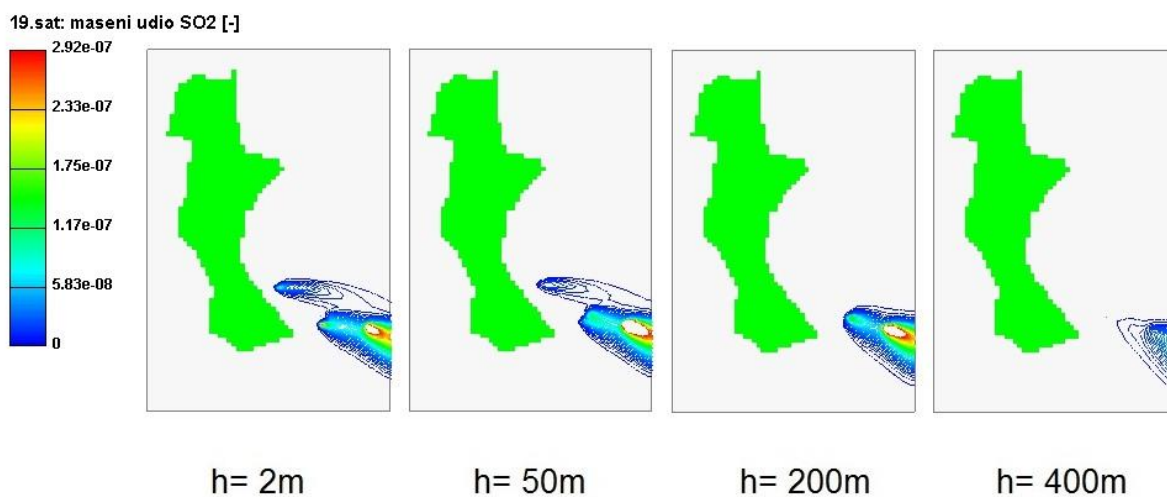 19.sat: maseni udio SO2 [-]
2.92e-07
2.33e-07
1.75e-07
1.17e-07
5.83e-08
0
h= 2m
h= 50m
h= 200m
h= 400m